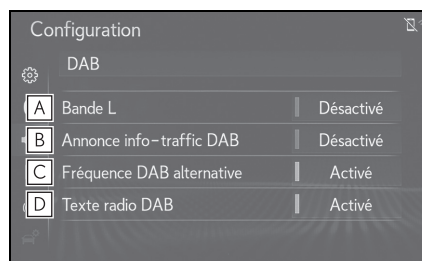 Configuration
DAB
A Bande L Désactivé
B Annonce info-traffic DAB Désactivé
C Fréquence DAB alternative Activé
D Texte radio DAB Activé